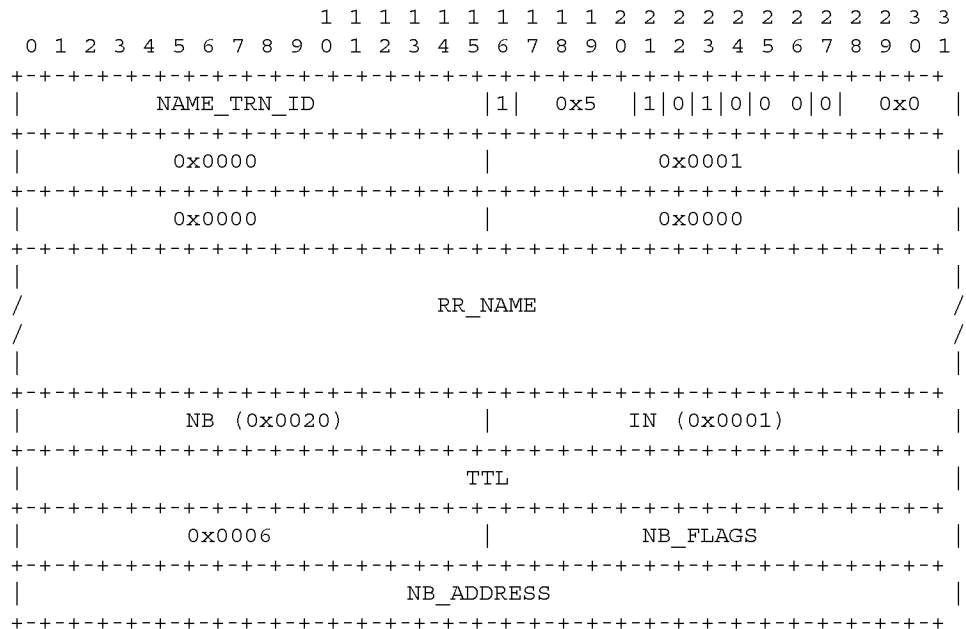 1 1 1 1 1 1 1 1 1 1 2 2 2 2 2 2 2 2 2 2 3 3
 0 1 2 3 4 5 6 7 8 9 0 1 2 3 4 5 6 7 8 9 0 1 2 3 4 5 6 7 8 9 0 1
+-+-+-+-+-+-+-+-+-+-+-+-+-+-+-+-+-+-+-+-+-+-+-+-+-+-+-+-+-+-+-+-+
|         NAME_TRN_ID           |1|  0x5  |1|0|1|0|0 0|0|  0x0  |
+-+-+-+-+-+-+-+-+-+-+-+-+-+-+-+-+-+-+-+-+-+-+-+-+-+-+-+-+-+-+-+-+
|          0x0000               |           0x0001              |
+-+-+-+-+-+-+-+-+-+-+-+-+-+-+-+-+-+-+-+-+-+-+-+-+-+-+-+-+-+-+-+-+
|          0x0000               |           0x0000              |
+-+-+-+-+-+-+-+-+-+-+-+-+-+-+-+-+-+-+-+-+-+-+-+-+-+-+-+-+-+-+-+-+
|                                                               |
/                            RR_NAME                            /
/                                                               /
|                                                               |
+-+-+-+-+-+-+-+-+-+-+-+-+-+-+-+-+-+-+-+-+-+-+-+-+-+-+-+-+-+-+-+-+
|           NB (0x0020)         |         IN (0x0001)           |
+-+-+-+-+-+-+-+-+-+-+-+-+-+-+-+-+-+-+-+-+-+-+-+-+-+-+-+-+-+-+-+-+
|                              TTL                              |
+-+-+-+-+-+-+-+-+-+-+-+-+-+-+-+-+-+-+-+-+-+-+-+-+-+-+-+-+-+-+-+-+
|           0x0006              |          NB_FLAGS             |
+-+-+-+-+-+-+-+-+-+-+-+-+-+-+-+-+-+-+-+-+-+-+-+-+-+-+-+-+-+-+-+-+
|                          NB_ADDRESS                           |
+-+-+-+-+-+-+-+-+-+-+-+-+-+-+-+-+-+-+-+-+-+-+-+-+-+-+-+-+-+-+-+-+